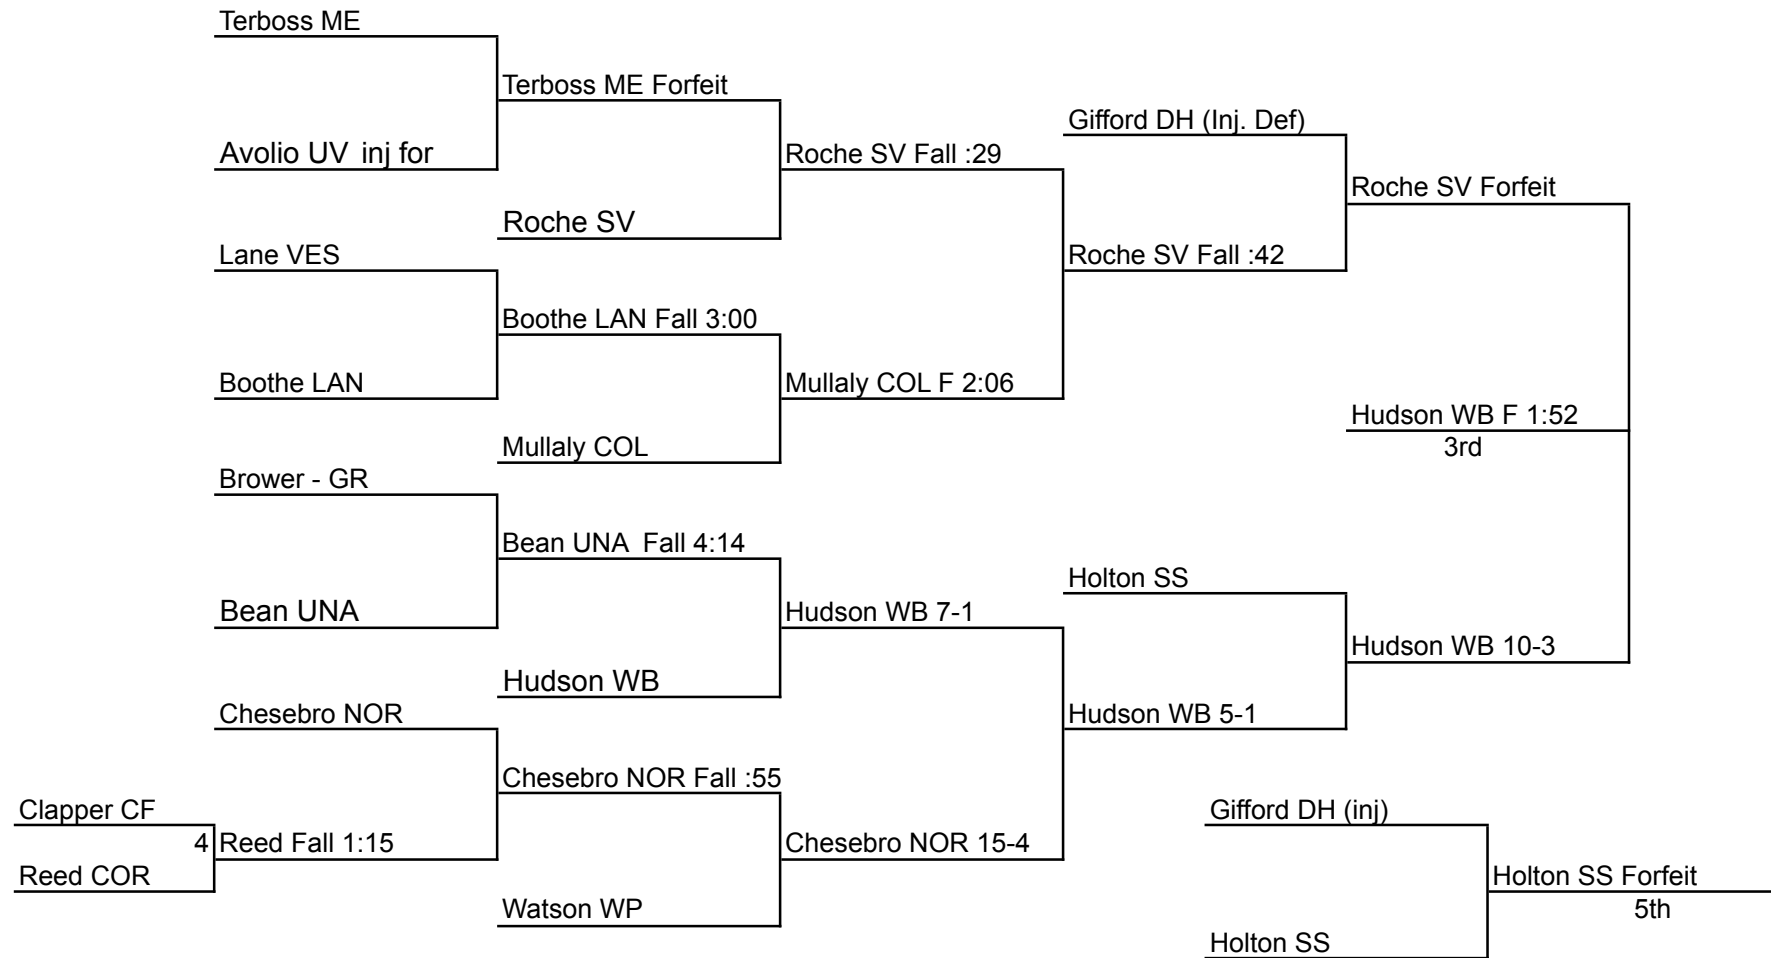 Terboss ME
Terboss ME Forfeit
Gifford DH (Inj. Def)
Avolio UV inj for
Roche SV Fall :29
Roche SV Forfeit
Roche SV
Lane VES
Roche SV Fall :42
Boothe LAN Fall 3:00
Boothe LAN
Mullaly COL F 2:06
Hudson WB F 1:52
3rd
Mullaly COL
Brower - GR
Bean UNA Fall 4:14
Holton SS
Bean UNA
Hudson WB 7-1
Hudson WB 10-3
Hudson WB
Chesebro NOR
Hudson WB 5-1
Chesebro NOR Fall :55
Clapper CF
Gifford DH (inj)
4
Reed Fall 1:15
Chesebro NOR 15-4
Reed COR
Holton SS Forfeit
5th
Watson WP
Holton SS